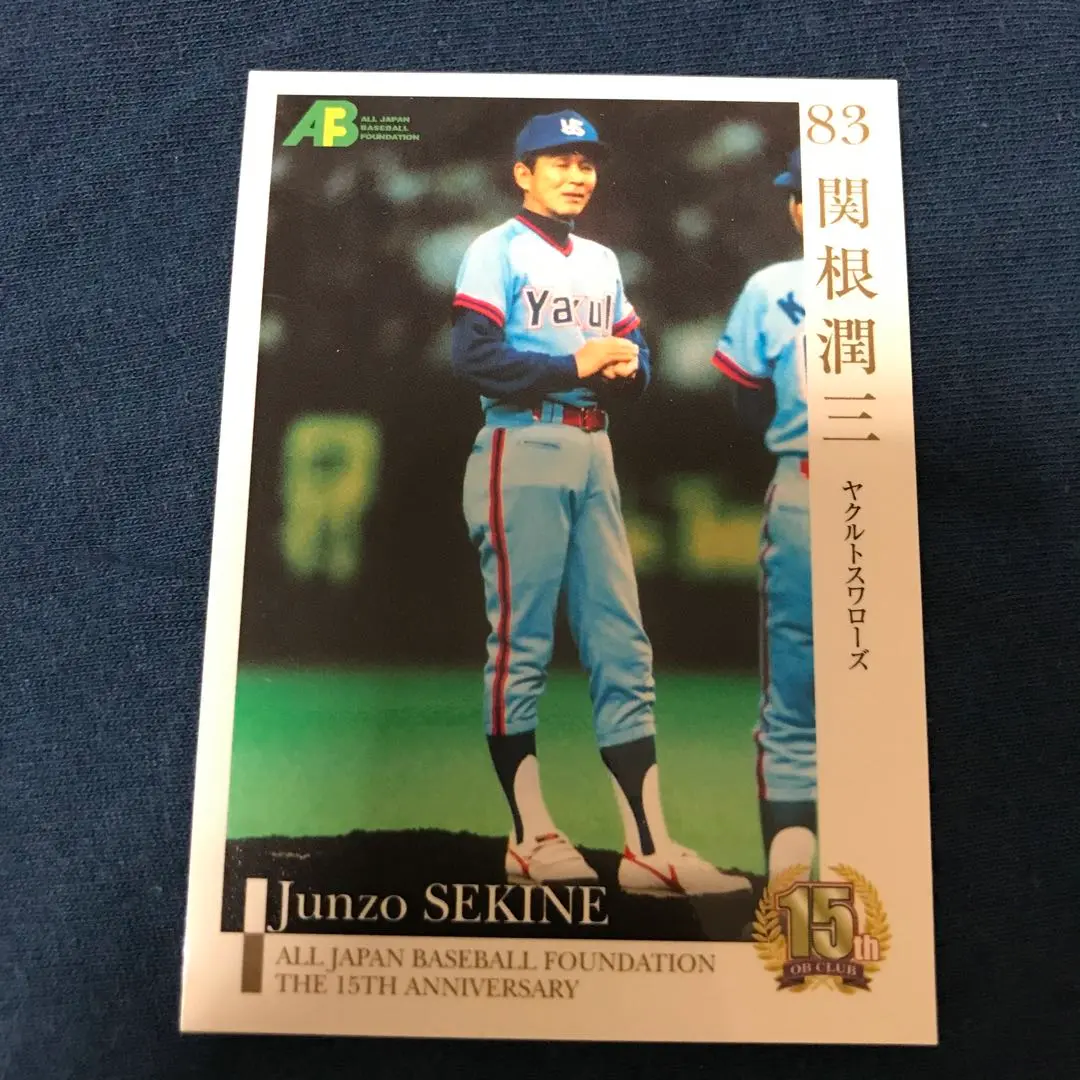 ALL JAPAN
BASEBALL
FOUNDATION
83
関根潤三
ヤクルトスワローズ
Junzo SEKINE
ALL JAPAN BASEBALL FOUNDATION
THE 15TH ANNIVERSARY
15th
OB CLUB